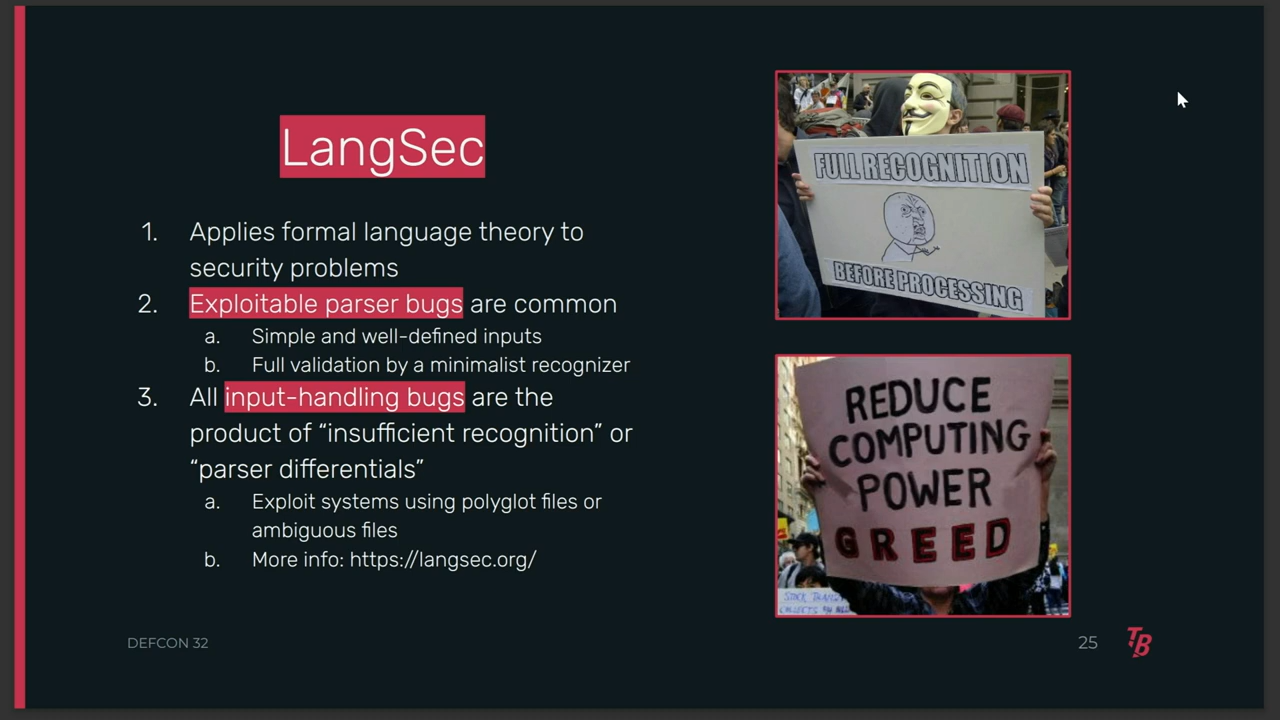 LangSec
1. Applies formal language theory to
security problems
2. Exploitable parser bugs are common
a. Simple and well-defined inputs
b. Full validation by a minimalist recognizer
3. All input-handling bugs are the
product of “insufficient recognition” or
“parser differentials”
a. Exploit systems using polyglot files or
ambiguous files
b. More info: https://langsec.org/
FULL RECOGNITION
BEFORE PROCESSING
REDUCE
COMPUTING
POWER
GREED
DEFCON 32
25
TB